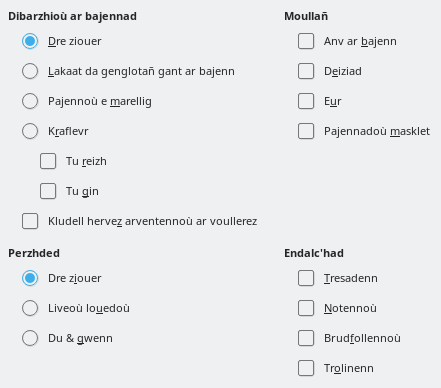 Dibarzhioù ar bajennad
Dre ziouer
Lakaat da genglotañ gant ar bajenn
Pajennoù e marellig
Kraflevr
Tu reizh
Tu gin
Kludell hervez arventennoù ar voullerez
Moullañ
Anv ar bajenn
Deiziad
Eur
Pajennadoù masklet
Perzhded
Dre ziouer
Liveoù louedoù
Du & gwenn
Endalc'had
Tresadenn
Notennoù
Brudfollennoù
Trolinenn